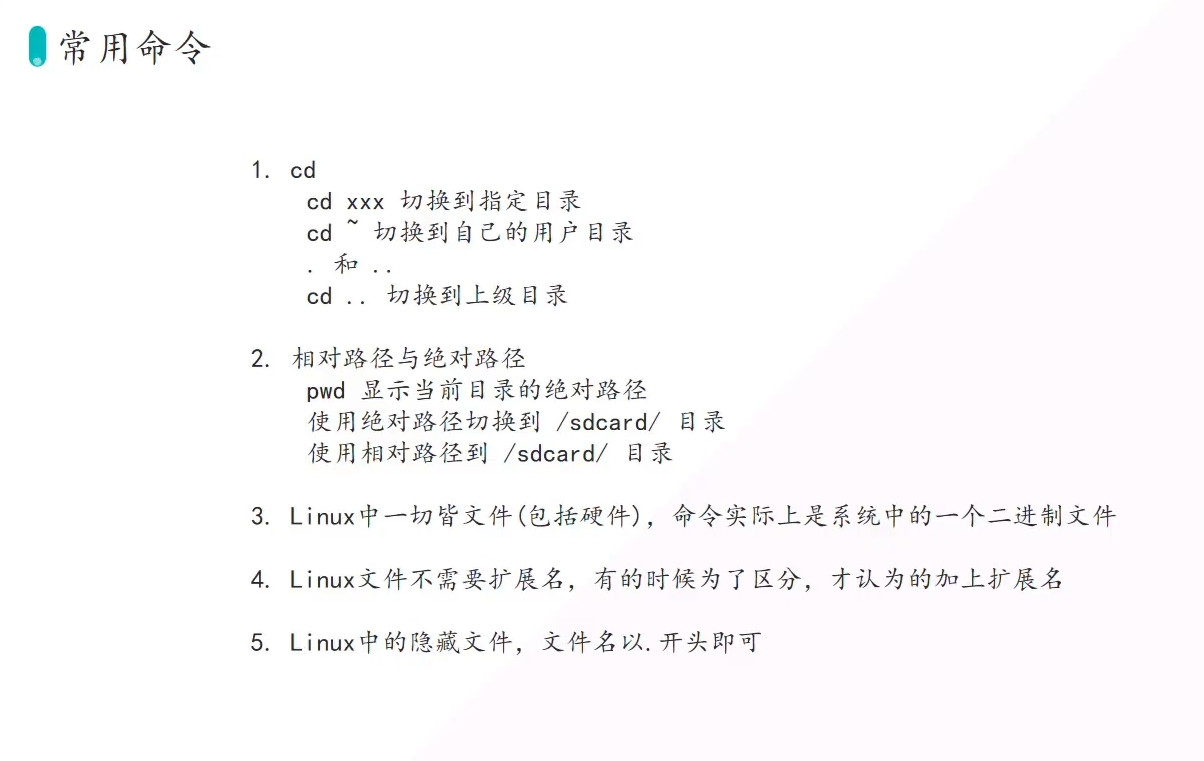 常用命令
1. cd
cd xxx 切换到指定目录
cd ~ 切换到自己的用户目录
. 和 ..
cd .. 切换到上级目录
2. 相对路径与绝对路径
pwd 显示当前目录的绝对路径
使用绝对路径切换到 /sdcard/ 目录
使用相对路径到 /sdcard/ 目录
3. Linux中一切皆文件(包括硬件), 命令实际上是系统中的一个二进制文件
4. Linux文件不需要扩展名, 有的时候为了区分, 才认为的加上扩展名
5. Linux中的隐藏文件, 文件名以.开头即可